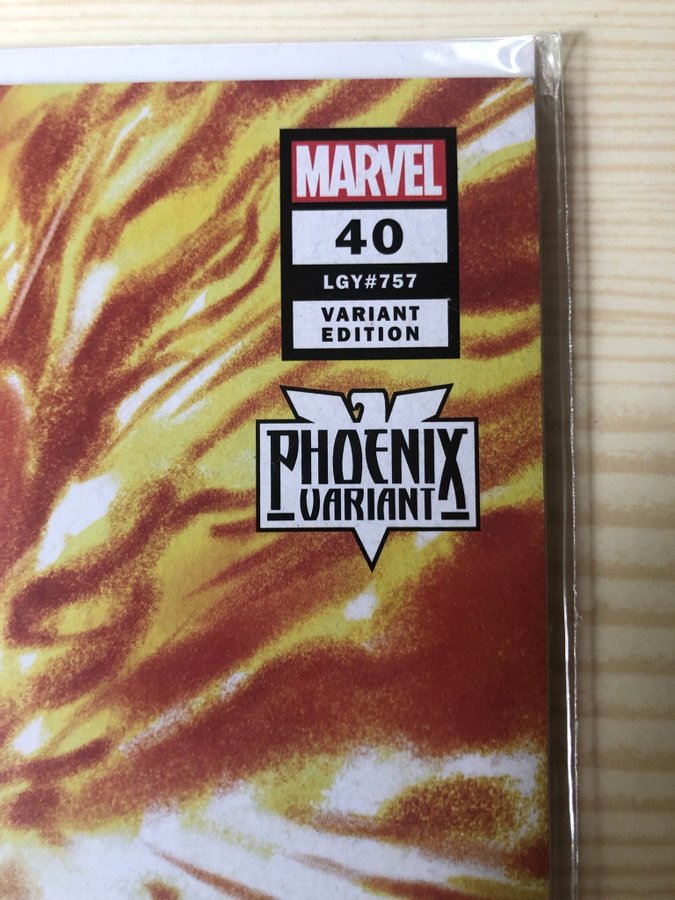 MARVEL
40
LGY#757
VARIANT
EDITION
PHOENIX
VARIANT